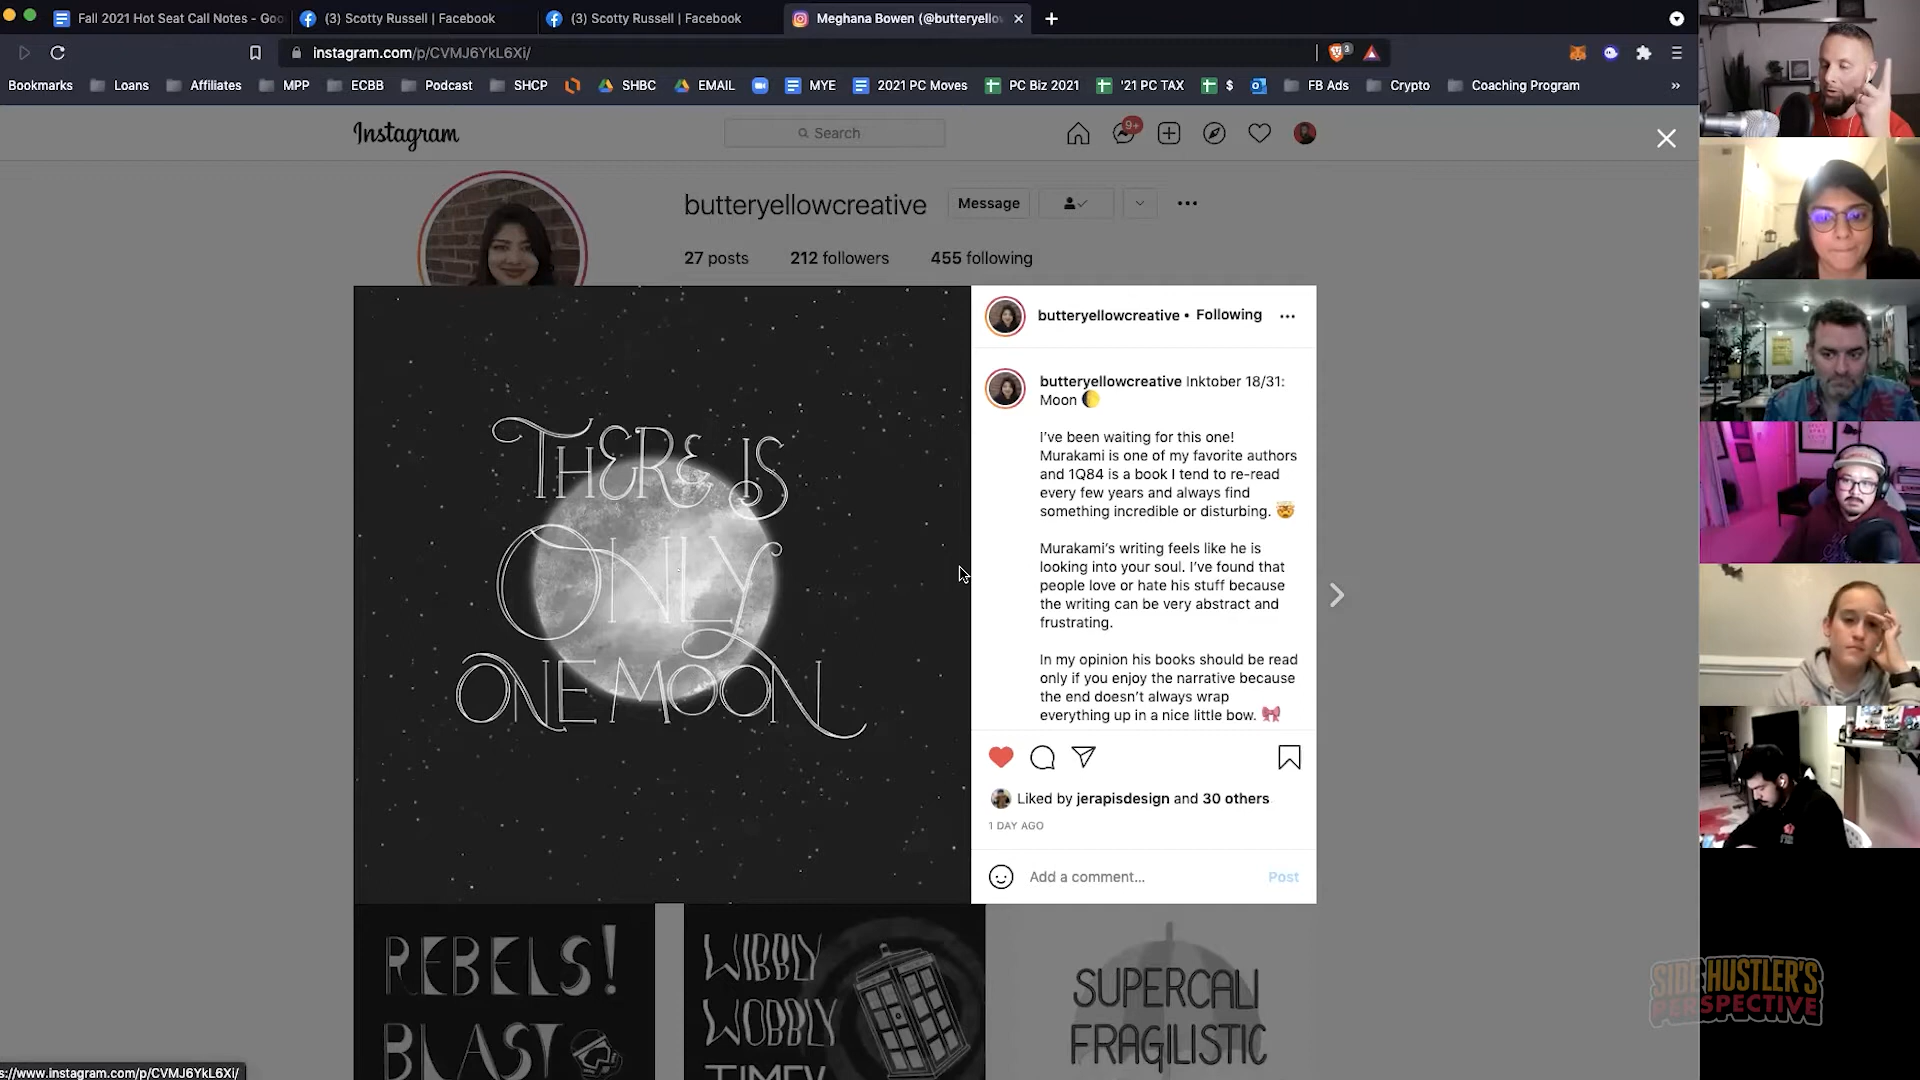 Fall 2021 Hot Seat Call Notes - Goo
(3) Scotty Russell | Facebook
(3) Scotty Russell | Facebook
Meghana Bowen (@butteryello
instagram.com/p/CVMJ6YkL6Xi/
3
Bookmarks
Loans
Affiliates
MPP
ECBB
Podcast
SHCP
SHBC
EMAIL
MYE
2021 PC Moves
PC Biz 2021
'21 PC TAX
$
FB Ads
Crypto
Coaching Program
»
Instagram
Search
9+
butteryellowcreative
Message
27 posts
212 followers
455 following
THERE IS
ONLY
ONE MOON
butteryellowcreative • Following
butteryellowcreative Inktober 18/31:
Moon 🌗
I've been waiting for this one!
Murakami is one of my favorite authors
and 1Q84 is a book I tend to re-read
every few years and always find
something incredible or disturbing. 🤯
Murakami's writing feels like he is
looking into your soul. I've found that
people love or hate his stuff because
the writing can be very abstract and
frustrating.
In my opinion his books should be read
only if you enjoy the narrative because
the end doesn't always wrap
everything up in a nice little bow. 🎀
Liked by jerapisdesign and 30 others
1 DAY AGO
Add a comment...
Post
REBELS!
BLAST
WIBBLY
WOBBLY
TIMEY
SUPERCALI
FRAGILISTIC
SIDE HUSTLER'S
PERSPECTIVE
s://www.instagram.com/p/CVMJ6YkL6Xi/